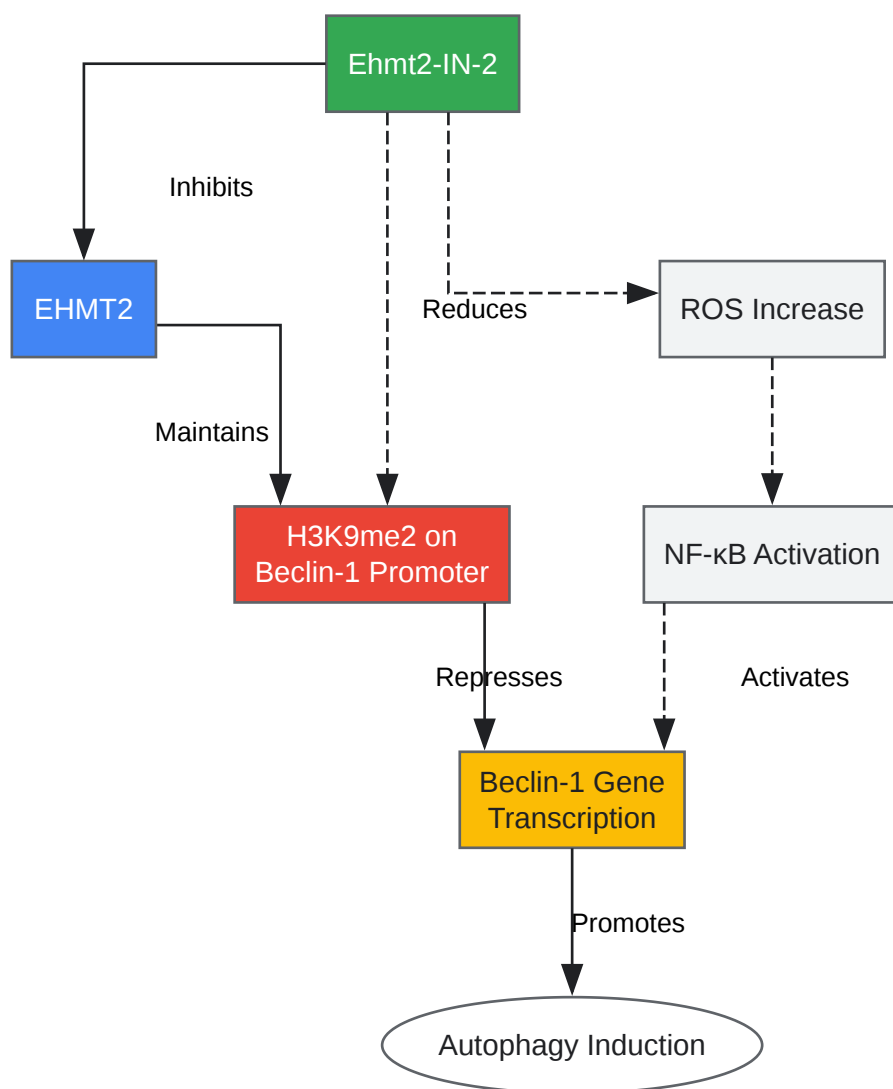 Ehmt2-IN-2
Inhibits
EHMT2
Reduces
ROS Increase
Maintains
H3K9me2 on
Beclin-1 Promoter
NF-κB Activation
Represses
Activates
Beclin-1 Gene
Transcription
Promotes
Autophagy Induction